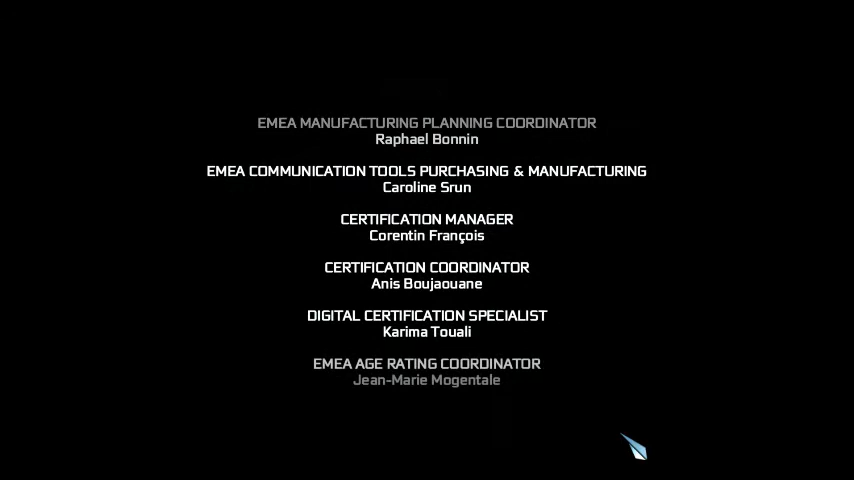 EMEA MANUFACTURING PLANNING COORDINATOR
Raphael Bonnin
EMEA COMMUNICATION TOOLS PURCHASING & MANUFACTURING
Caroline Srun
CERTIFICATION MANAGER
Corentin François
CERTIFICATION COORDINATOR
Anis Boujaouane
DIGITAL CERTIFICATION SPECIALIST
Karima Touali
EMEA AGE RATING COORDINATOR
Jean-Marie Mogentale